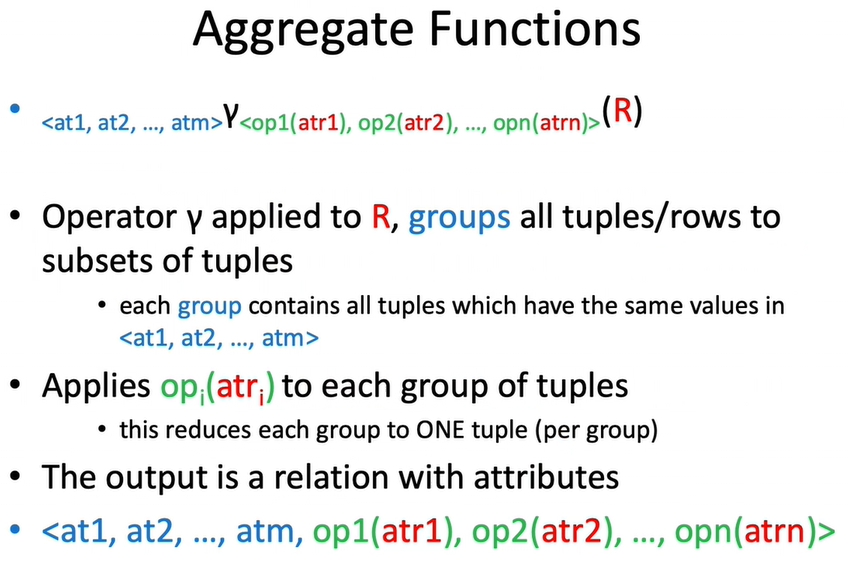 Aggregate Functions
• <at1, at2, ..., atm>γ<op1(atr1), op2(atr2), ..., opn(atrn)>(R)
• Operator γ applied to R, groups all tuples/rows to
subsets of tuples
• each group contains all tuples which have the same values in
<at1, at2, ..., atm>
• Applies opi(atri) to each group of tuples
• this reduces each group to ONE tuple (per group)
• The output is a relation with attributes
• <at1, at2, ..., atm, op1(atr1), op2(atr2), ..., opn(atrn)>